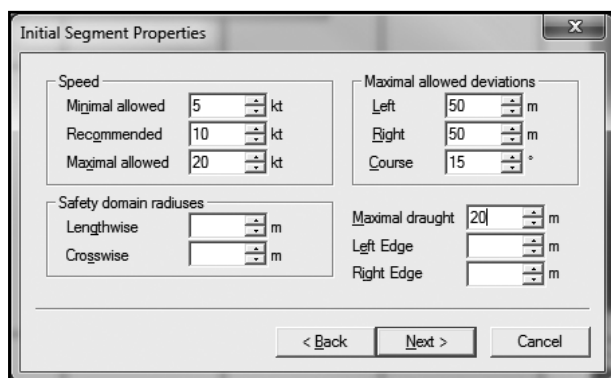 Initial Segment Properties
Speed
Minimal allowed 5 kt
Recommended 10 kt
Maximal allowed 20 kt
Maximal allowed deviations
Left 50 m
Right 50 m
Course 15 °
Safety domain radiuses
Lengthwise m
Crosswise m
Maximal draught 20 m
Left Edge m
Right Edge m
< Back Next > Cancel